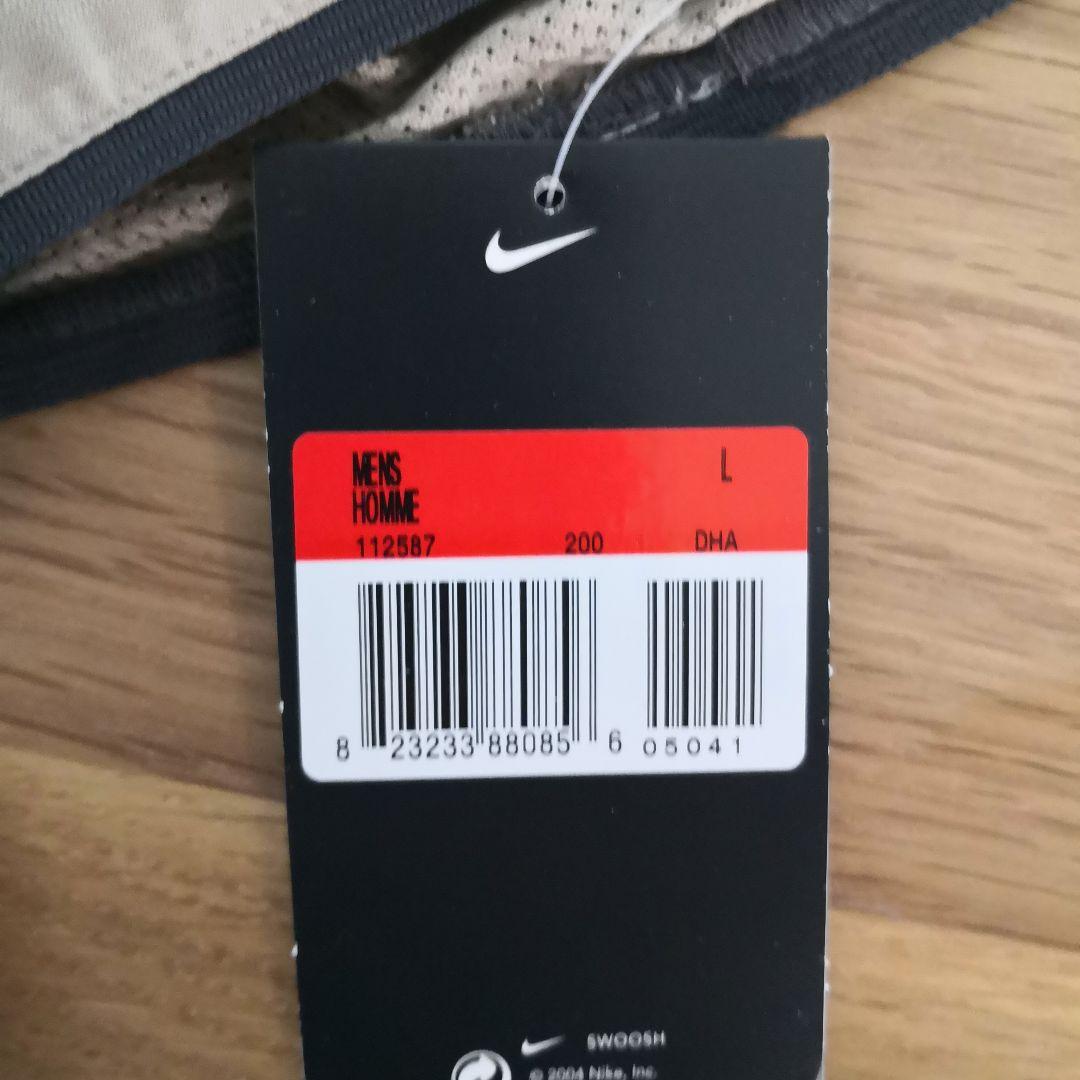 MENS L
HOMME
112587 200 DHA
8 23233 88085 6 05041
SWOOSH
© 2004 Nike, Inc.